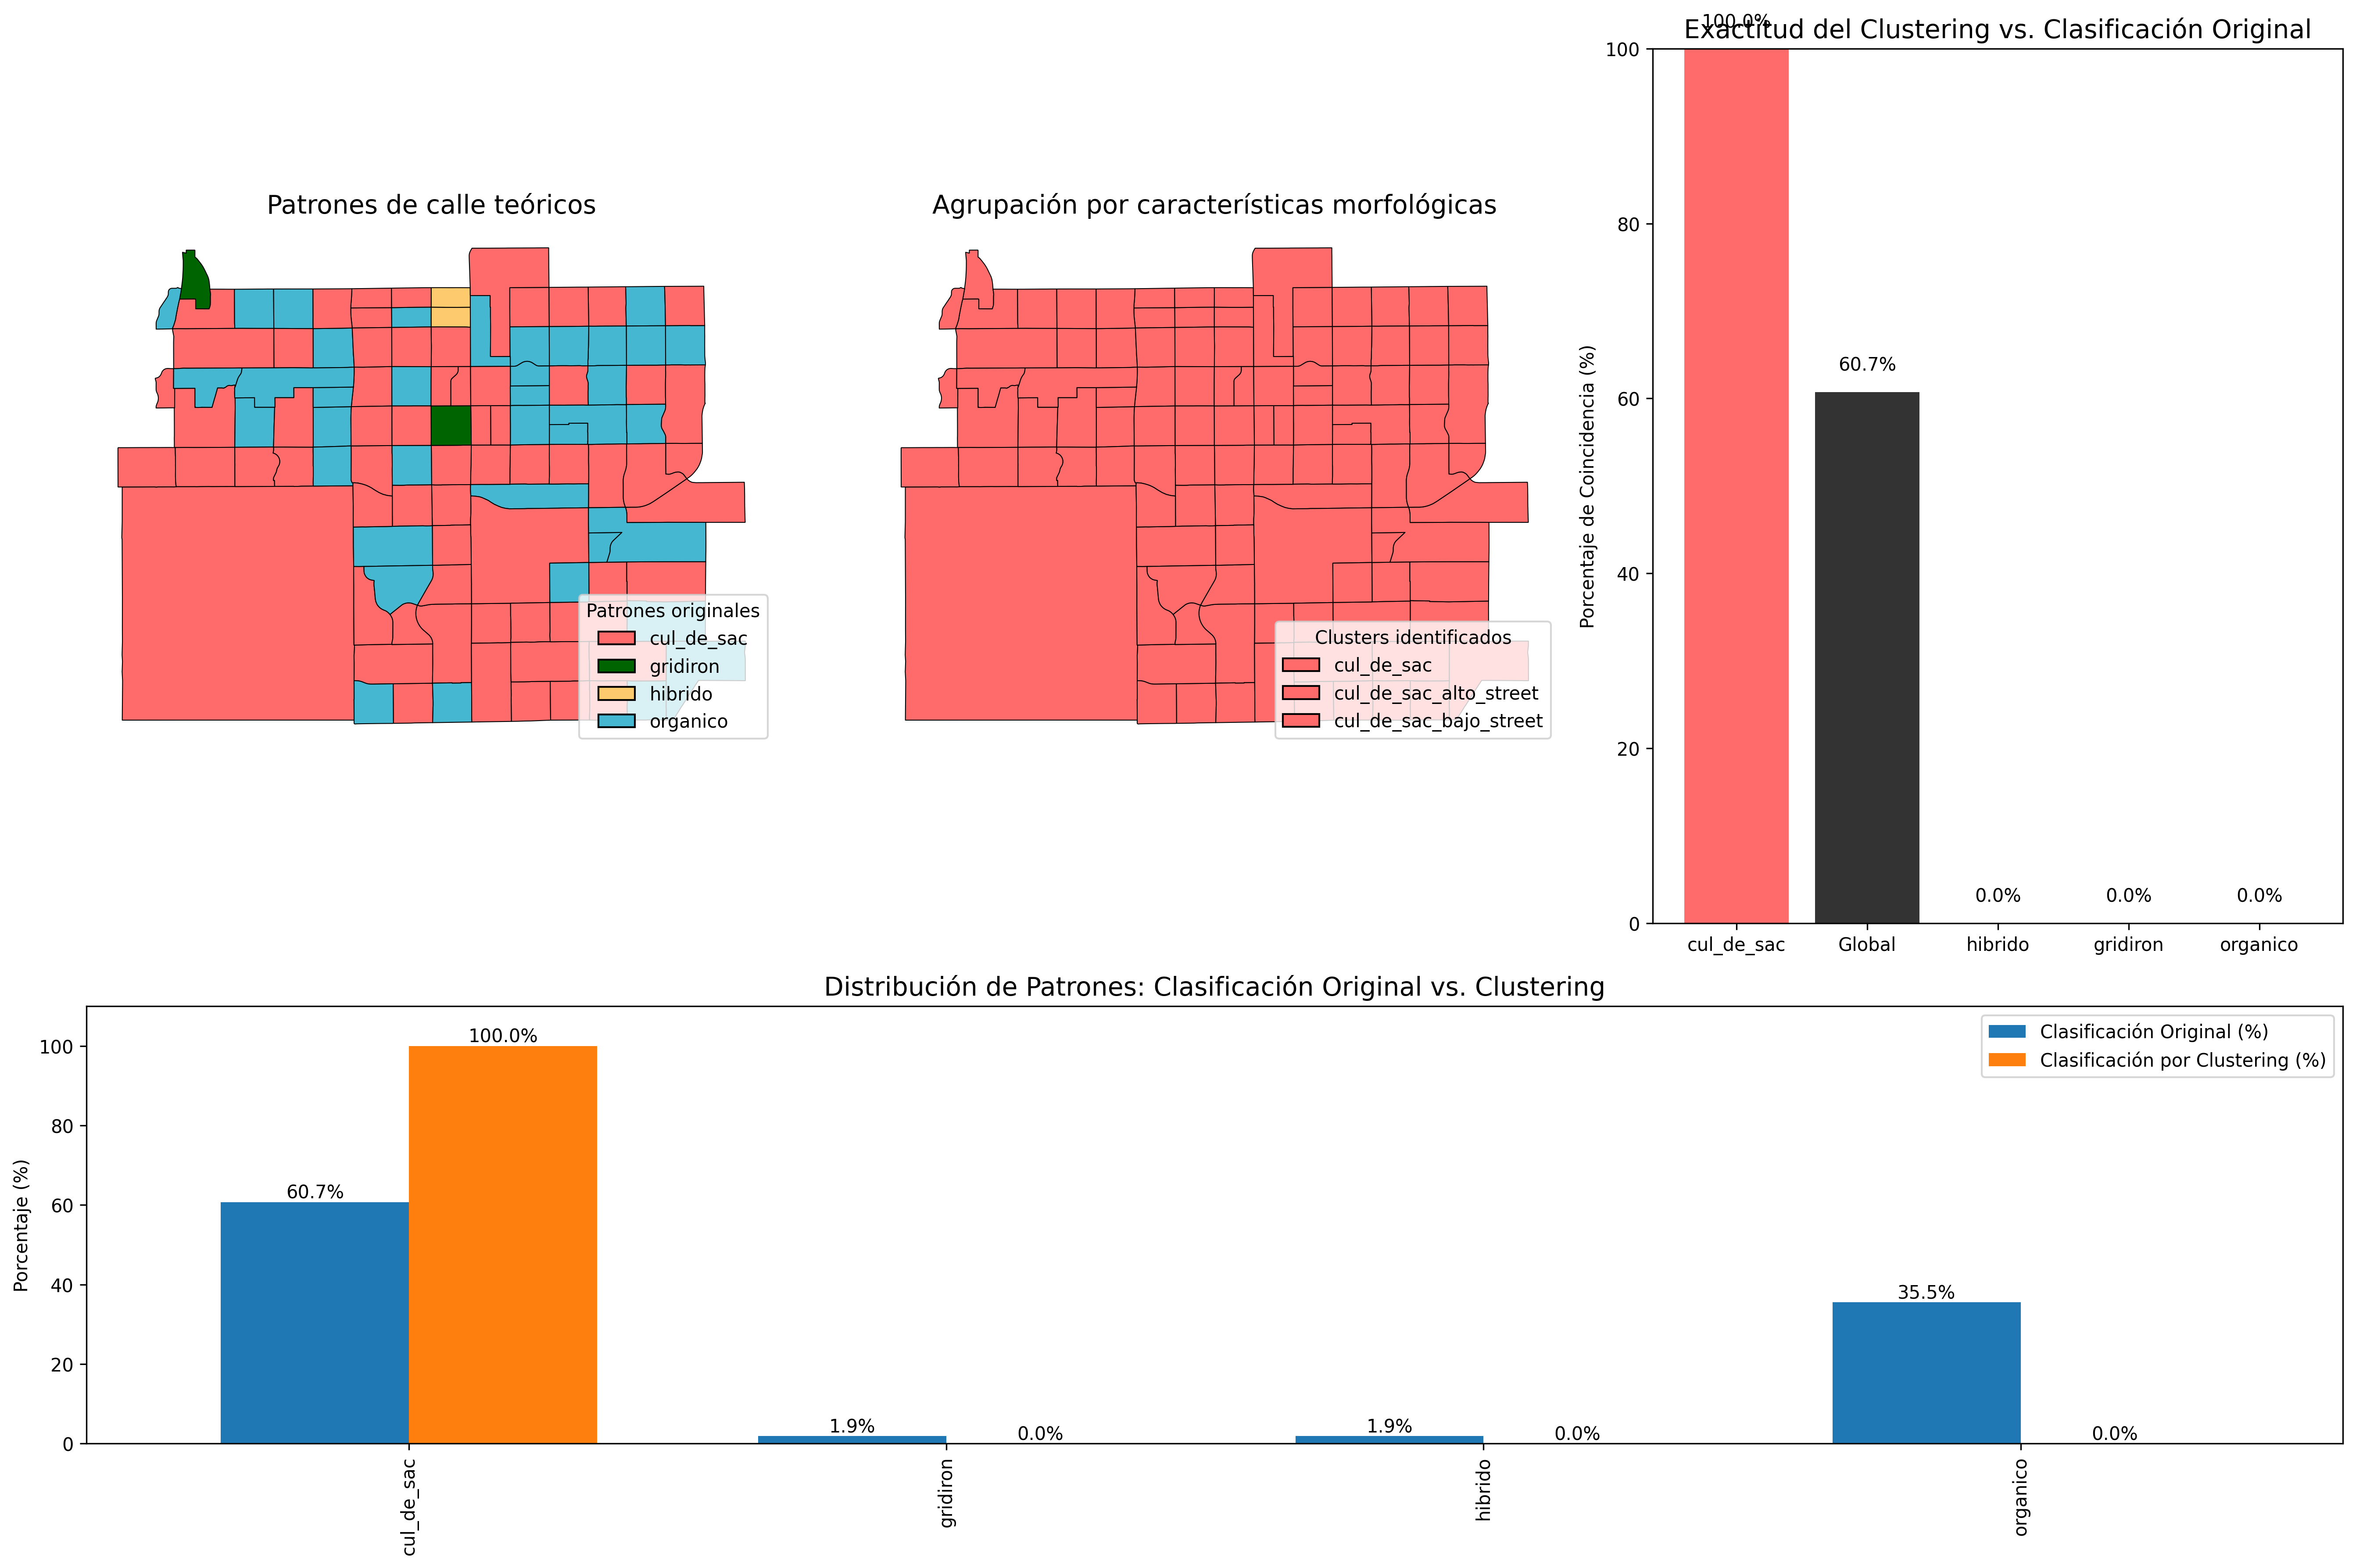 Patrones de calle teóricos
Patrones originales
cul_de_sac
gridiron
hibrido
organico
Agrupación por características morfológicas
Clusters identificados
cul_de_sac
cul_de_sac_alto_street
cul_de_sac_bajo_street
Exactitud del Clustering vs. Clasificación Original
100.0%
Porcentaje de Coincidencia (%)
100
80
60
40
20
0
60.7%
0.0%
0.0%
0.0%
cul_de_sac
Global
hibrido
gridiron
organico
Distribución de Patrones: Clasificación Original vs. Clustering
Clasificación Original (%)
Clasificación por Clustering (%)
Porcentaje (%)
100
80
60
40
20
0
60.7%
100.0%
1.9%
0.0%
1.9%
0.0%
35.5%
0.0%
cul_de_sac
gridiron
hibrido
organico